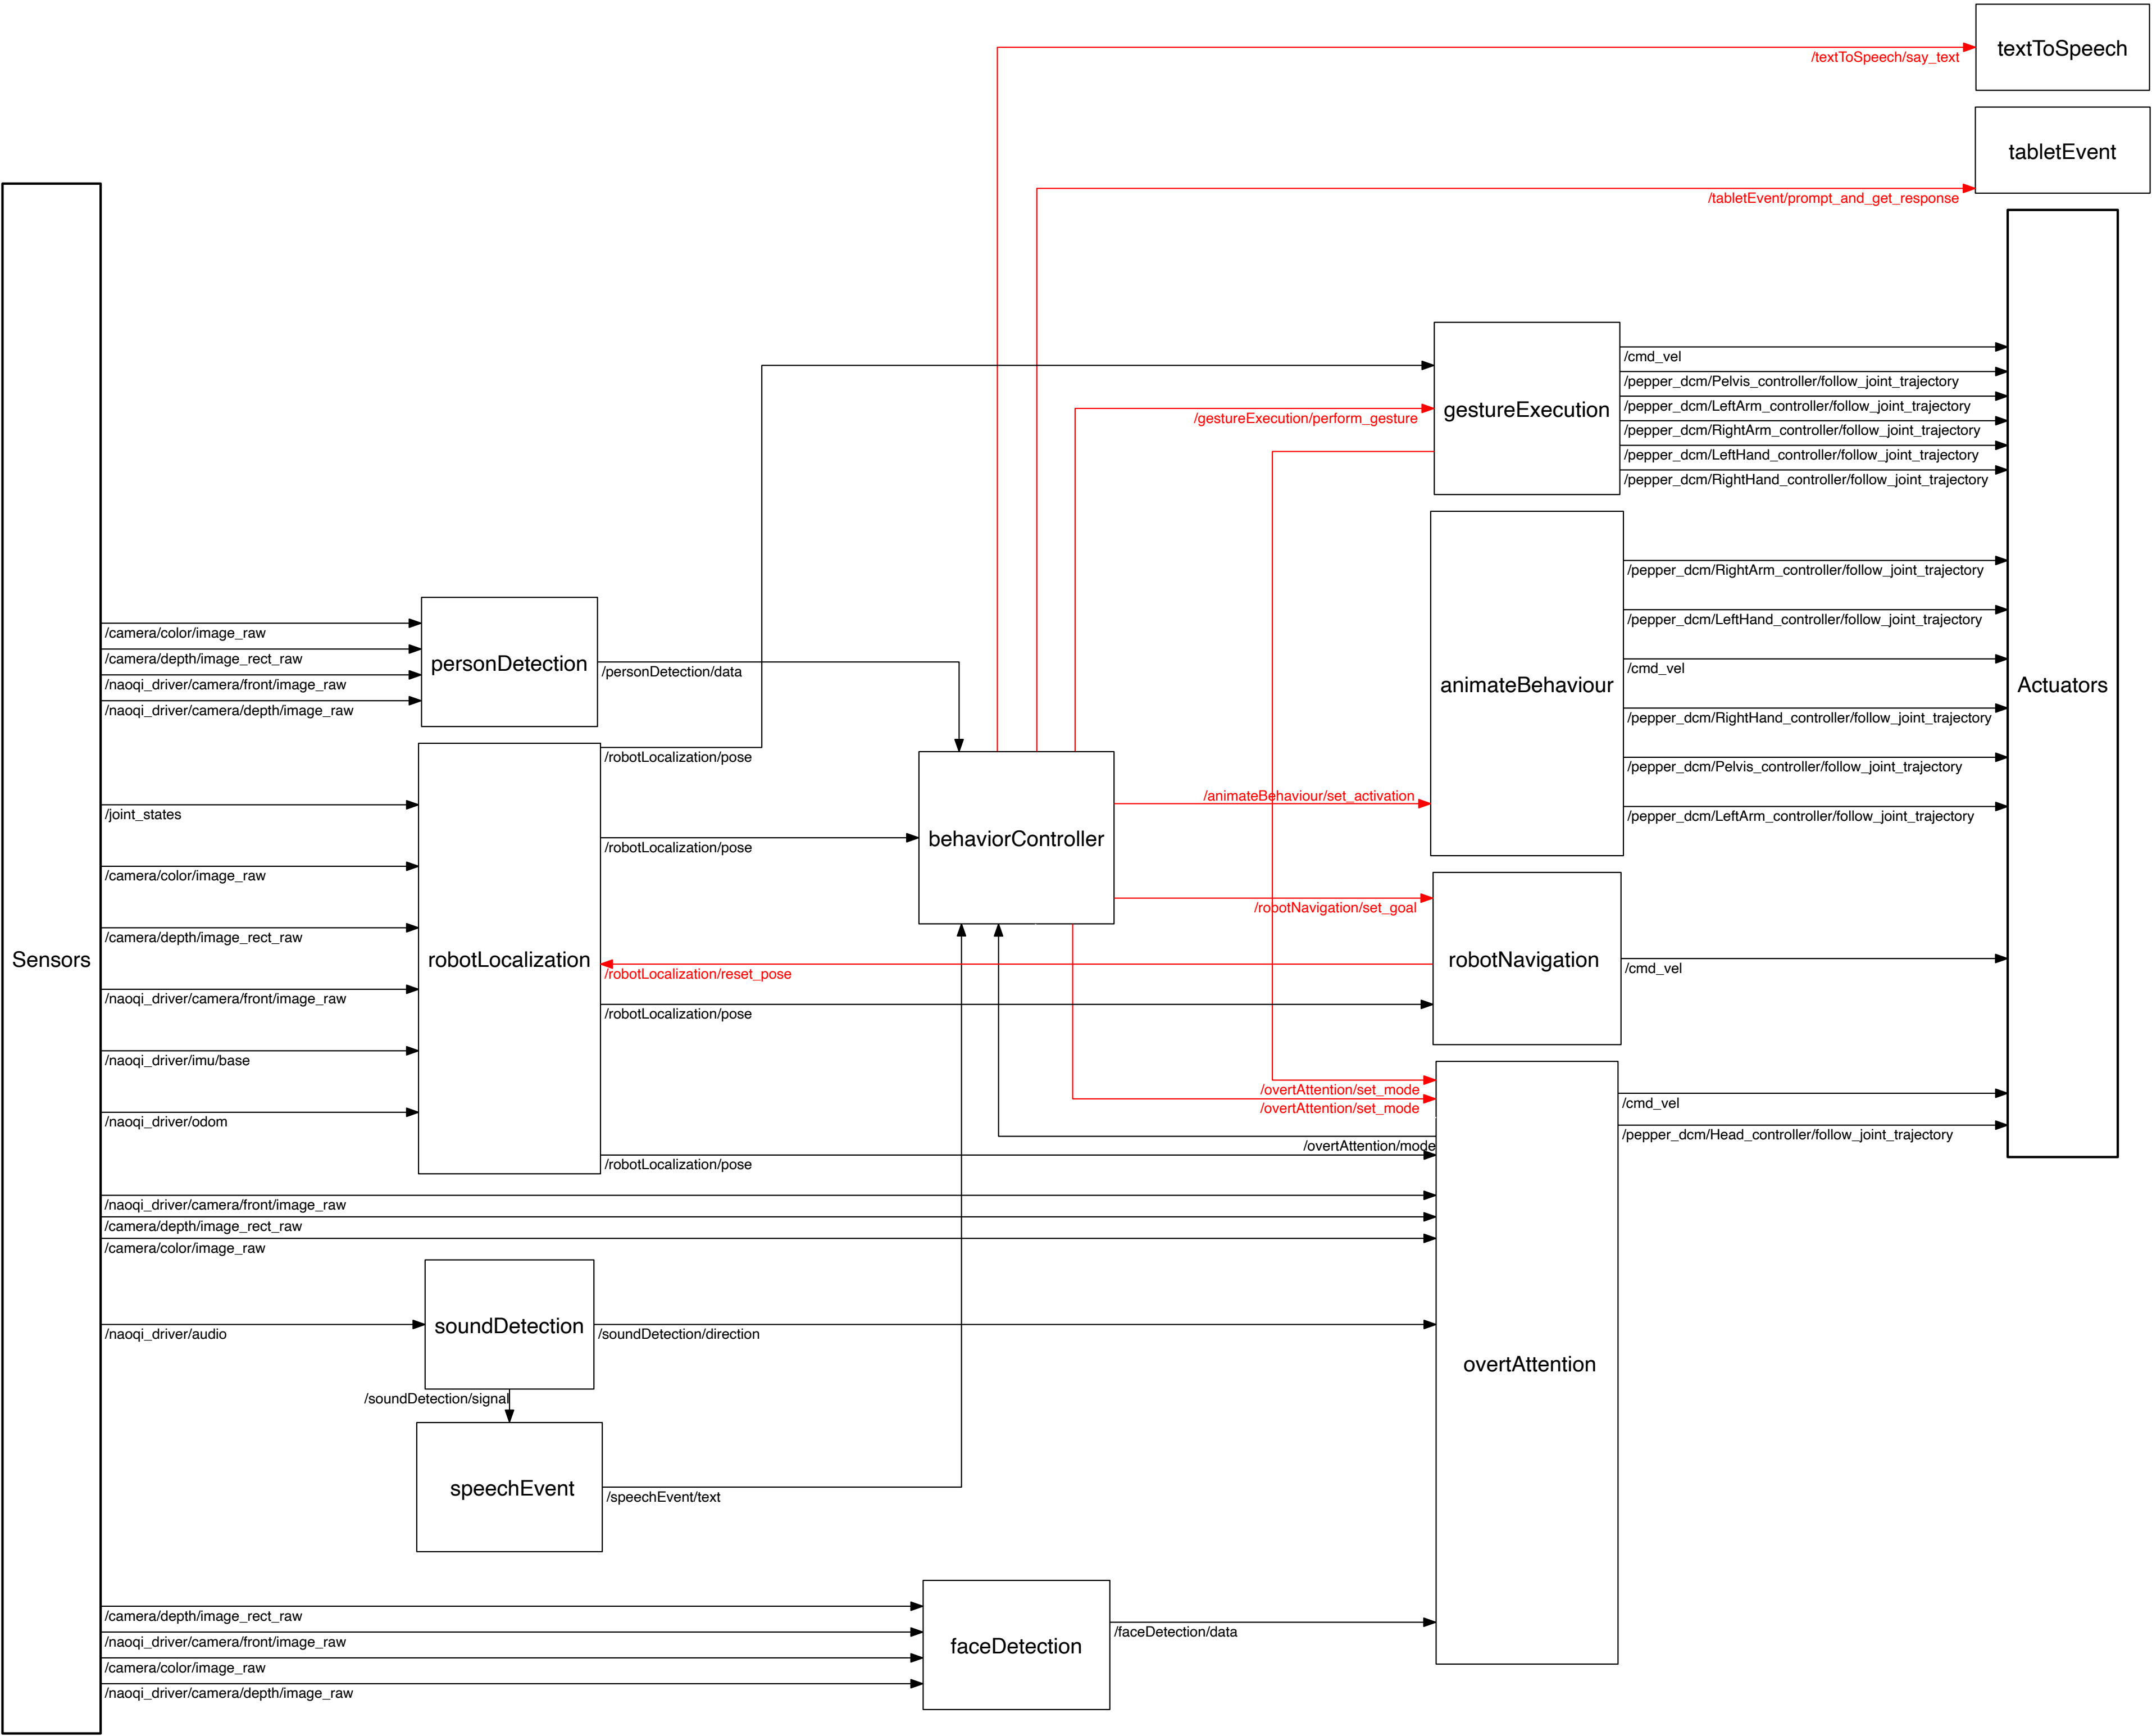 textToSpeech
/textToSpeech/say_text
tabletEvent
/tabletEvent/prompt_and_get_response
Sensors
Actuators
gestureExecution
/gestureExecution/perform_gesture
/cmd_vel
/pepper_dcm/Pelvis_controller/follow_joint_trajectory
/pepper_dcm/LeftArm_controller/follow_joint_trajectory
/pepper_dcm/RightArm_controller/follow_joint_trajectory
/pepper_dcm/LeftHand_controller/follow_joint_trajectory
/pepper_dcm/RightHand_controller/follow_joint_trajectory
animateBehaviour
/animateBehaviour/set_activation
/pepper_dcm/RightArm_controller/follow_joint_trajectory
/pepper_dcm/LeftHand_controller/follow_joint_trajectory
/cmd_vel
/pepper_dcm/RightHand_controller/follow_joint_trajectory
/pepper_dcm/Pelvis_controller/follow_joint_trajectory
/pepper_dcm/LeftArm_controller/follow_joint_trajectory
/camera/color/image_raw
/camera/depth/image_rect_raw
/naoqi_driver/camera/front/image_raw
/naoqi_driver/camera/depth/image_raw
personDetection
/personDetection/data
/robotLocalization/pose
/joint_states
/camera/color/image_raw
/camera/depth/image_rect_raw
/naoqi_driver/camera/front/image_raw
/naoqi_driver/imu/base
/naoqi_driver/odom
robotLocalization
/robotLocalization/pose
/robotLocalization/reset_pose
/robotLocalization/pose
/robotLocalization/pose
behaviorController
/robotNavigation/set_goal
robotNavigation
/cmd_vel
/overtAttention/set_mode
/overtAttention/set_mode
/overtAttention/mode
/cmd_vel
/pepper_dcm/Head_controller/follow_joint_trajectory
/naoqi_driver/camera/front/image_raw
/camera/depth/image_rect_raw
/camera/color/image_raw
/naoqi_driver/audio
soundDetection
/soundDetection/direction
overtAttention
/soundDetection/signal
speechEvent
/speechEvent/text
/camera/depth/image_rect_raw
/naoqi_driver/camera/front/image_raw
/camera/color/image_raw
/naoqi_driver/camera/depth/image_raw
faceDetection
/faceDetection/data